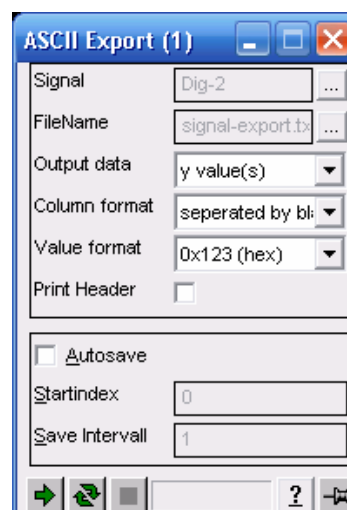 ASCII Export (1)
Signal Dig-2 ...
FileName signal-export.tx ...
Output data y value(s)
Column format seperated by bl
Value format 0x123 (hex)
Print Header
Autosave
Startindex 0
Save Intervall 1
?